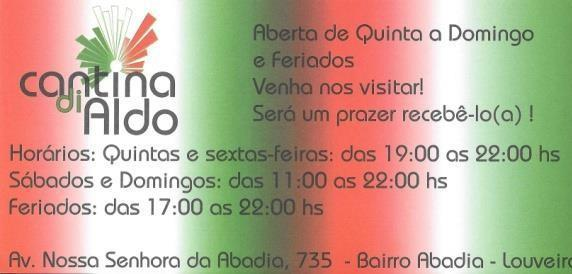 cantina
di
Aldo
Aberta de Quinta a Domingo
e Feriados
Venha nos visitar!
Será um prazer recebê-lo(a) !
Horários: Quintas e sextas-feiras: das 19:00 as 22:00 hs
Sábados e Domingos: das 11:00 as 22:00 hs
Feriados: das 17:00 as 22:00 hs
Av. Nossa Senhora da Abadia, 735 - Bairro Abadia - Louveira